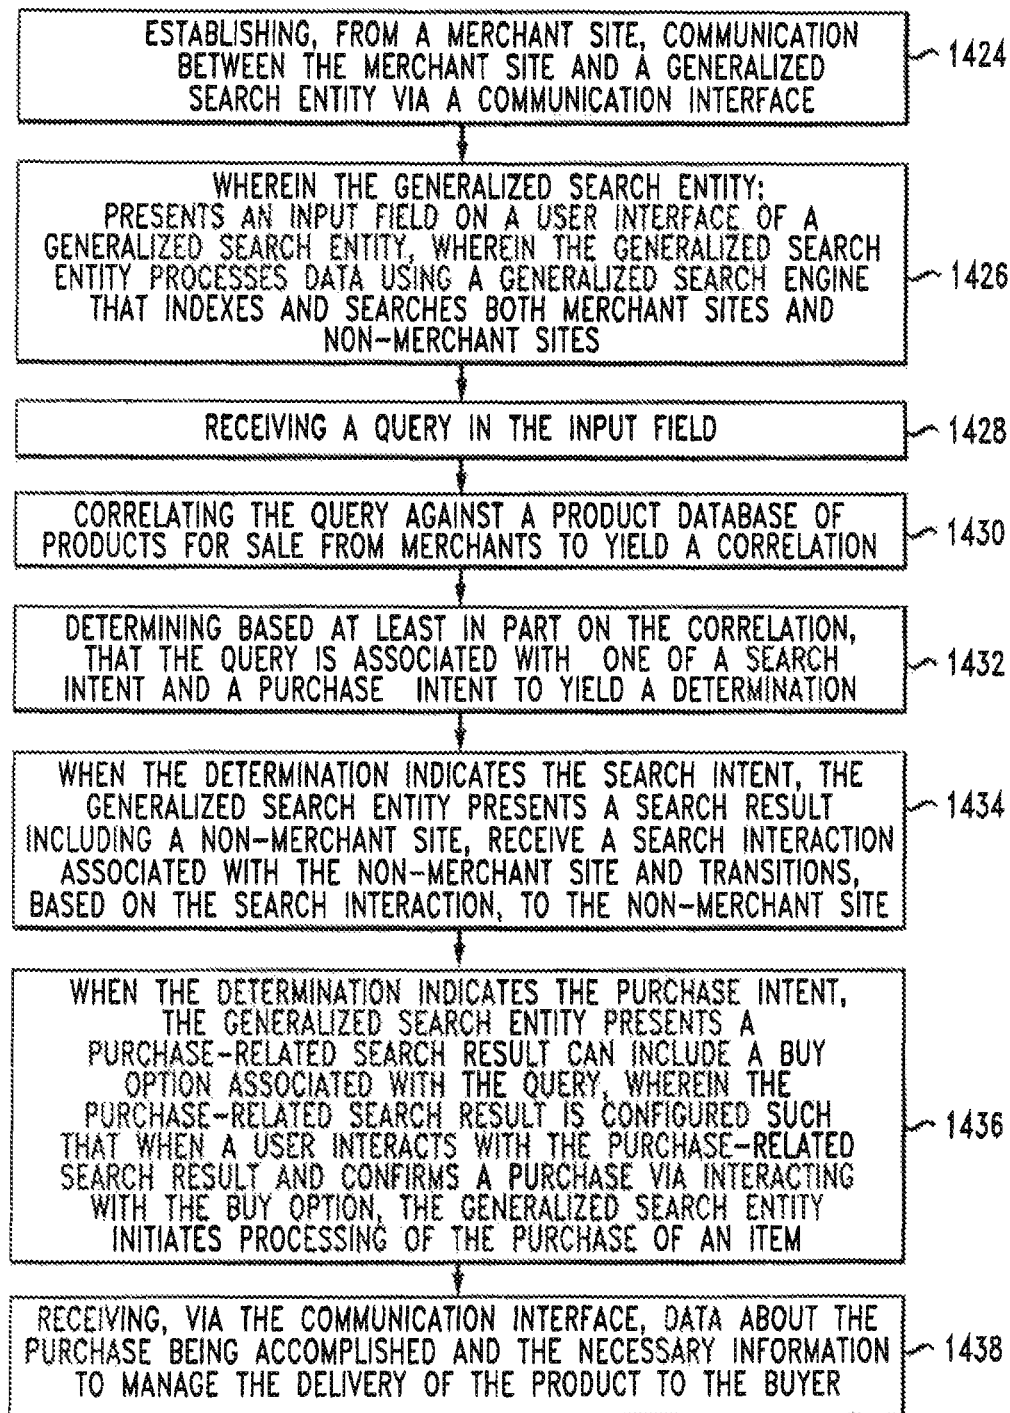 ESTABLISHING, FROM A MERCHANT SITE, COMMUNICATION
BETWEEN THE MERCHANT SITE AND A GENERALIZED
SEARCH ENTITY VIA A COMMUNICATION INTERFACE
1424
WHEREIN THE GENERALIZED SEARCH ENTITY:
PRESENTS AN INPUT FIELD ON A USER INTERFACE OF A
GENERALIZED SEARCH ENTITY, WHEREIN THE GENERALIZED SEARCH
ENTITY PROCESSES DATA USING A GENERALIZED SEARCH ENGINE
THAT INDEXES AND SEARCHES BOTH MERCHANT SITES AND
NON-MERCHANT SITES
1426
RECEIVING A QUERY IN THE INPUT FIELD
1428
CORRELATING THE QUERY AGAINST A PRODUCT DATABASE OF
PRODUCTS FOR SALE FROM MERCHANTS TO YIELD A CORRELATION
1430
DETERMINING BASED AT LEAST IN PART ON THE CORRELATION,
THAT THE QUERY IS ASSOCIATED WITH ONE OF A SEARCH
INTENT AND A PURCHASE INTENT TO YIELD A DETERMINATION
1432
WHEN THE DETERMINATION INDICATES THE SEARCH INTENT, THE
GENERALIZED SEARCH ENTITY PRESENTS A SEARCH RESULT
INCLUDING A NON-MERCHANT SITE, RECEIVE A SEARCH INTERACTION
ASSOCIATED WITH THE NON-MERCHANT SITE AND TRANSITIONS,
BASED ON THE SEARCH INTERACTION, TO THE NON-MERCHANT SITE
1434
WHEN THE DETERMINATION INDICATES THE PURCHASE INTENT,
THE GENERALIZED SEARCH ENTITY PRESENTS A
PURCHASE-RELATED SEARCH RESULT CAN INCLUDE A BUY
OPTION ASSOCIATED WITH THE QUERY, WHEREIN THE
PURCHASE-RELATED SEARCH RESULT IS CONFIGURED SUCH
THAT WHEN A USER INTERACTS WITH THE PURCHASE-RELATED
SEARCH RESULT AND CONFIRMS A PURCHASE VIA INTERACTING
WITH THE BUY OPTION, THE GENERALIZED SEARCH ENTITY
INITIATES PROCESSING OF THE PURCHASE OF AN ITEM
1436
RECEIVING, VIA THE COMMUNICATION INTERFACE, DATA ABOUT THE
PURCHASE BEING ACCOMPLISHED AND THE NECESSARY INFORMATION
TO MANAGE THE DELIVERY OF THE PRODUCT TO THE BUYER
1438